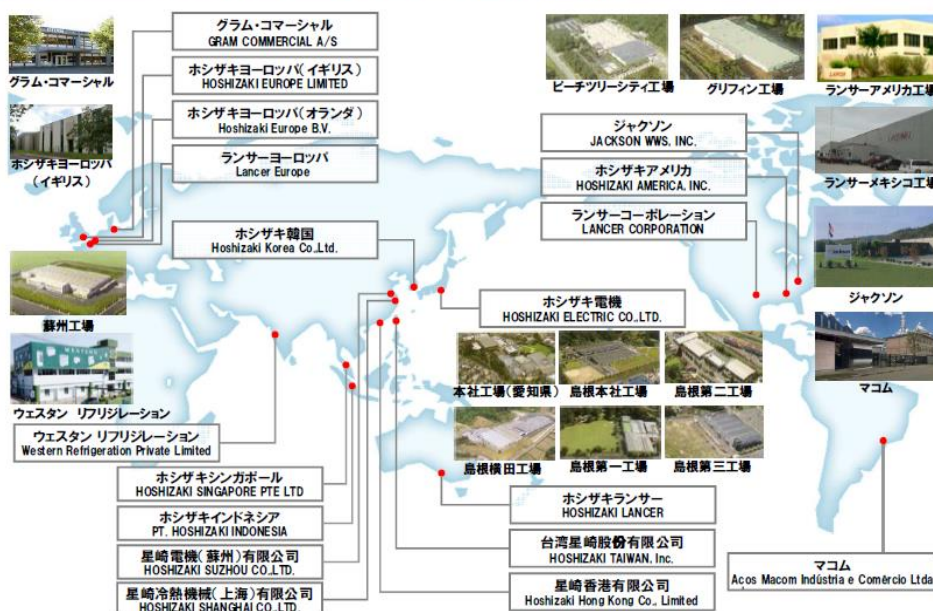 グラム・コマーシャル
GRAM COMMERCIAL A/S
ホシザキヨーロッパ(イギリス)
HOSHIZAKI EUROPE LIMITED
ホシザキヨーロッパ(オランダ)
Hoshizaki Europe B.V.
ランサーヨーロッパ
Lancer Europe
ホシザキ韓国
Hoshizaki Korea Co.,Ltd.
グラム・コマーシャル
ホシザキヨーロッパ
(イギリス)
蘇州工場
ウェスタン リフリジレーション
ピーチツリーシティ工場
グリフィン工場
ランサーアメリカ工場
ジャクソン
JACKSON WWS, INC.
ホシザキアメリカ
HOSHIZAKI AMERICA, INC.
ランサーコーポレーション
LANCER CORPORATION
ランサーメキシコ工場
ジャクソン
マコム
ホシザキ電機
HOSHIZAKI ELECTRIC CO.,LTD.
本社工場(愛知県)
島根本社工場
島根第二工場
島根横田工場
島根第一工場
島根第三工場
ウェスタン リフリジレーション
Western Refrigeration Private Limited
ホシザキシンガポール
HOSHIZAKI SINGAPORE PTE LTD
ホシザキインドネシア
PT. HOSHIZAKI INDONESIA
星崎電機(蘇州)有限公司
HOSHIZAKI SUZHOU CO.,LTD.
星崎冷熱機械(上海)有限公司
HOSHIZAKI SHANGHAI CO.,LTD.
ホシザキランサー
HOSHIZAKI LANCER
台湾星崎股份有限公司
HOSHIZAKI TAIWAN, Inc.
星崎香港有限公司
Hoshizaki Hong Kong Co., Limited
マコム
Acos Macom Indústria e Comércio Ltda